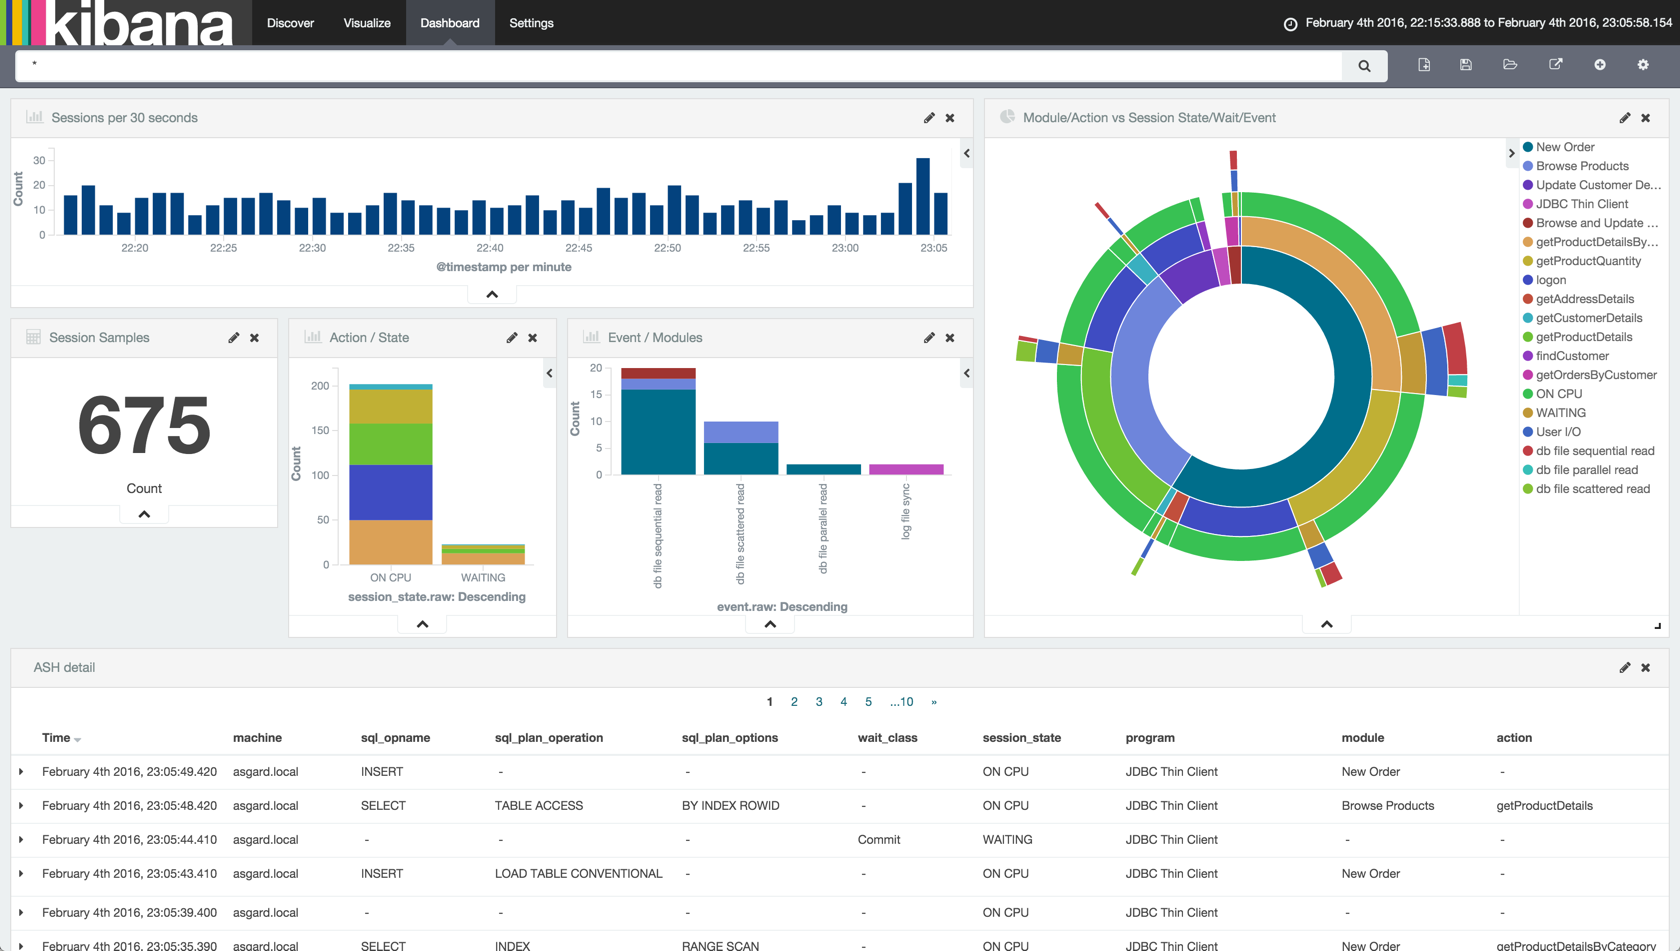 kibana
Discover Visualize Dashboard Settings
February 4th 2016, 22:15:33.888 to February 4th 2016, 23:05:58.154
*
Sessions per 30 seconds
Count
30
20
10
0
22:20 22:25 22:30 22:35 22:40 22:45 22:50 22:55 23:00 23:05
@timestamp per minute
Module/Action vs Session State/Wait/Event
New Order
Browse Products
Update Customer De...
JDBC Thin Client
Browse and Update ...
getProductDetailsBy...
getProductQuantity
logon
getAddressDetails
getCustomerDetails
getProductDetails
findCustomer
getOrdersByCustomer
ON CPU
WAITING
User I/O
db file sequential read
db file parallel read
db file scattered read
Session Samples
675
Count
Action / State
Count
200
150
100
50
0
ON CPU WAITING
session_state.raw: Descending
Event / Modules
Count
20
15
10
5
0
db file sequential read
db file scattered read
db file parallel read
log file sync
event.raw: Descending
ASH detail
1 2 3 4 5 ...10 »
Time machine sql_opname sql_plan_operation sql_plan_options wait_class session_state program module action
February 4th 2016, 23:05:49.420 asgard.local INSERT - - - ON CPU JDBC Thin Client New Order -
February 4th 2016, 23:05:48.420 asgard.local SELECT TABLE ACCESS BY INDEX ROWID - ON CPU JDBC Thin Client Browse Products getProductDetails
February 4th 2016, 23:05:44.410 asgard.local - - - Commit WAITING JDBC Thin Client - -
February 4th 2016, 23:05:43.410 asgard.local INSERT LOAD TABLE CONVENTIONAL - - ON CPU JDBC Thin Client New Order -
February 4th 2016, 23:05:39.400 asgard.local - - - - ON CPU JDBC Thin Client - -
February 4th 2016, 23:05:35.390 asgard.local SELECT INDEX RANGE SCAN - ON CPU JDBC Thin Client New Order getProductDetailsByCategory